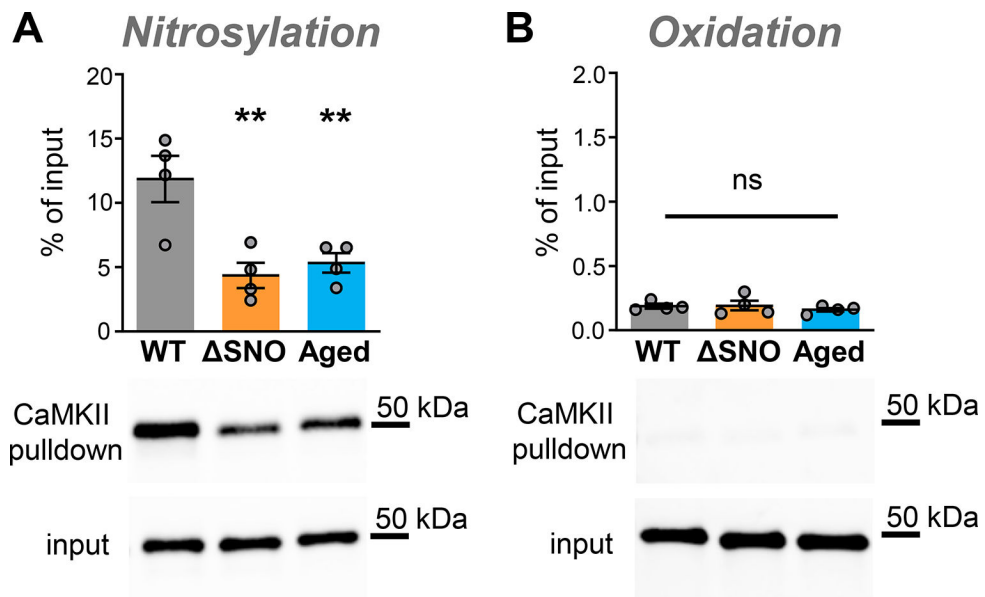 A Nitrosylation
% of input
20
15
10
5
0
** **
WT ΔSNO Aged
CaMKII
pulldown
50 kDa
input
50 kDa
B Oxidation
% of input
2.0
1.5
1.0
0.5
0.0
ns
WT ΔSNO Aged
CaMKII
pulldown
50 kDa
input
50 kDa